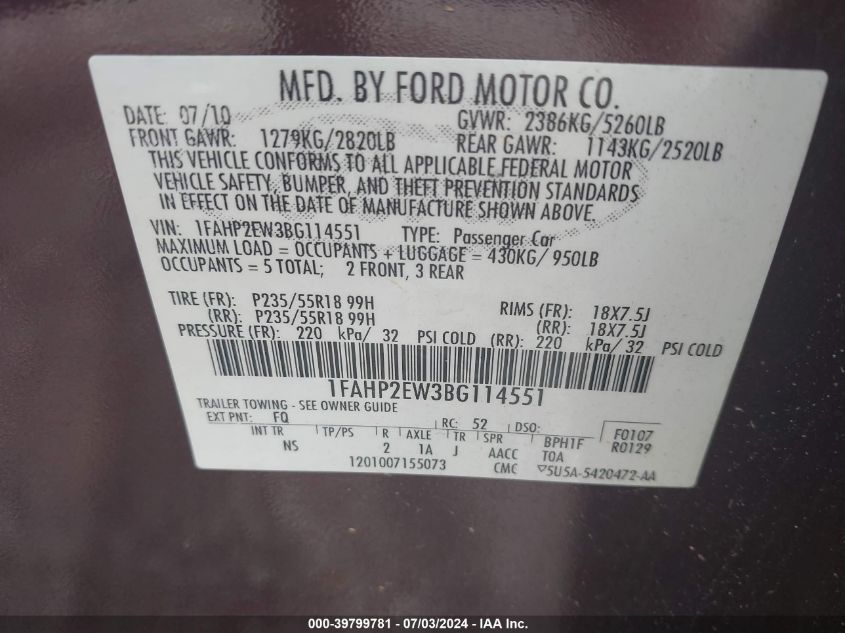 MFD. BY FORD MOTOR CO.
DATE: 07/10 GVWR: 2386KG/5260LB
FRONT GAWR: 1279KG/2820LB REAR GAWR: 1143KG/2520LB
THIS VEHICLE CONFORMS TO ALL APPLICABLE FEDERAL MOTOR
VEHICLE SAFETY, BUMPER, AND THEFT PREVENTION STANDARDS
IN EFFECT ON THE DATE OF MANUFACTURE SHOWN ABOVE.
VIN: 1FAHP2EW3BG114551 TYPE: Passenger Car
MAXIMUM LOAD = OCCUPANTS + LUGGAGE = 430KG/ 950LB
OCCUPANTS = 5 TOTAL; 2 FRONT, 3 REAR
TIRE (FR): P235/55R18 99H RIMS (FR): 18X7.5J
(RR): P235/55R18 99H (RR): 18X7.5J
PRESSURE (FR): 220 kPa/ 32 PSI COLD (RR): 220 kPa/ 32 PSI COLD
1FAHP2EW3BG114551
TRAILER TOWING - SEE OWNER GUIDE
EXT PNT: FQ RC: 52 DSO: F0107
INT TR TP/PS R AXLE TR SPR BPH1F R0129
NS 2 1A J AACC TOA
1201007155073 CMC 5U5A-5420472-AA
000-39799781 - 07/03/2024 - IAA Inc.